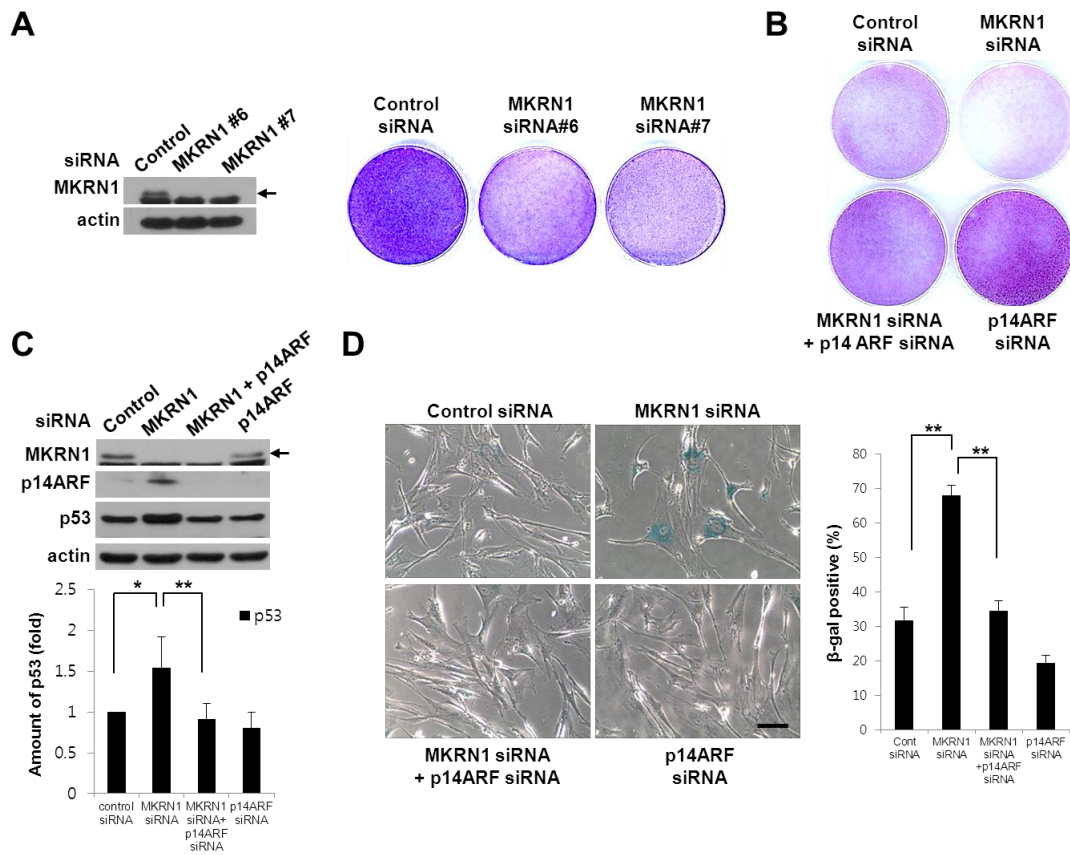 A
siRNA
Control
MKRN1 #6
MKRN1 #7
MKRN1
actin
Control
siRNA
MKRN1
siRNA#6
MKRN1
siRNA#7
B
Control
siRNA
MKRN1
siRNA
MKRN1 siRNA
+ p14 ARF siRNA
p14ARF
siRNA
C
siRNA
Control
MKRN1
MKRN1 + p14ARF
p14ARF
MKRN1
p14ARF
p53
actin
Amount of p53 (fold)
2.5
2
1.5
1
0.5
0
*
**
p53
control
siRNA
MKRN1
siRNA
MKRN1
siRNA+
p14ARF
siRNA
p14ARF
siRNA
D
Control siRNA
MKRN1 siRNA
MKRN1 siRNA
+ p14ARF siRNA
p14ARF
siRNA
β-gal positive (%)
80
70
60
50
40
30
20
10
0
**
**
Cont
siRNA
MKRN1
siRNA
MKRN1
siRNA
+p14ARF
siRNA
p14ARF
siRNA